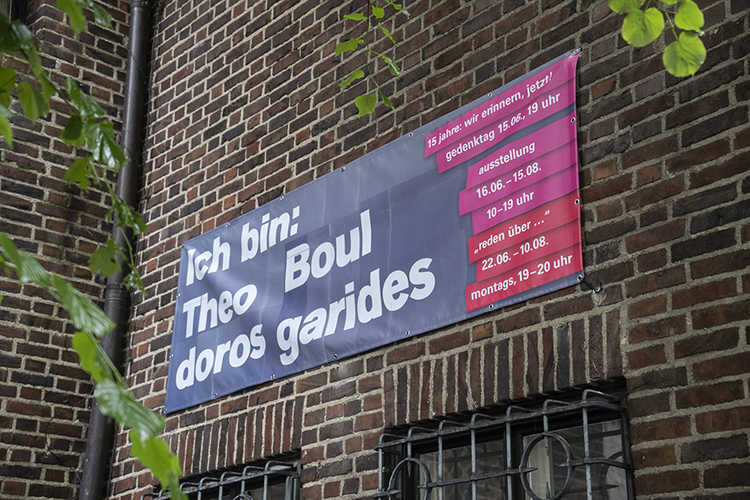 Ich bin:
Theo Boul
doros garides
15 jahre: wir erinnern, jetzt!
gedenktag 15.06., 19 uhr
ausstellung
16.06. – 15.08.
10–19 uhr
„reden über ..."
22.06. – 10.08.
montags, 19–20 uhr